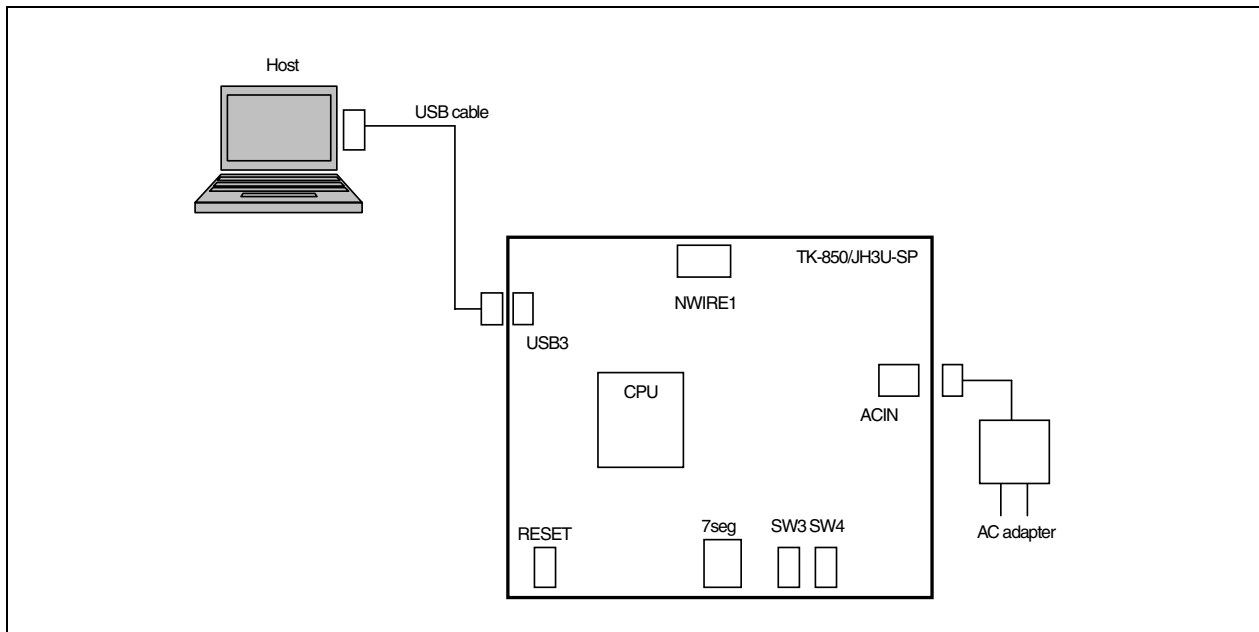 Host
USB cable
TK-850/JH3U-SP
NWIRE1
USB3
CPU
ACIN
RESET
7seg
SW3 SW4
AC adapter